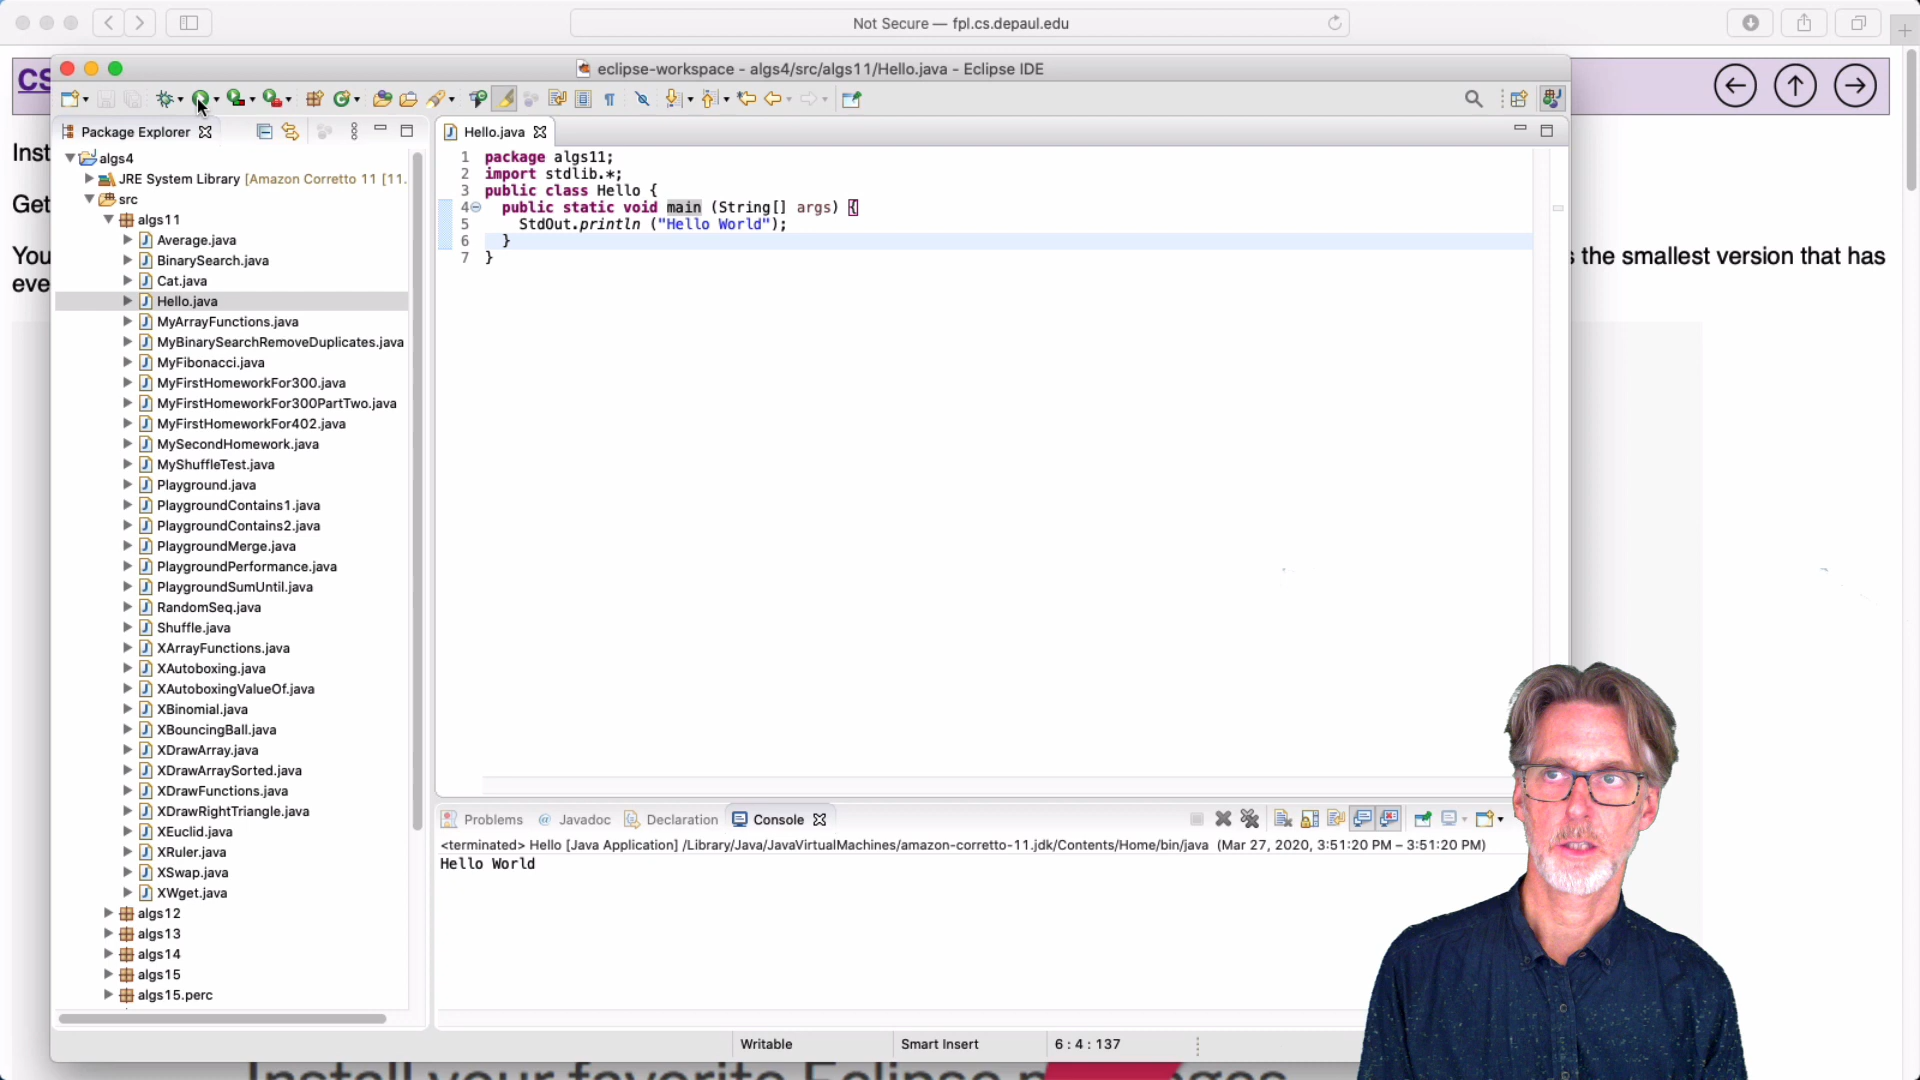 Not Secure — fpl.cs.depaul.edu
CS
eclipse-workspace - algs4/src/algs11/Hello.java - Eclipse IDE
Inst
Get
You
eve
s the smallest version that has
Package Explorer
algs4
JRE System Library [Amazon Corretto 11 [11.
src
algs11
Average.java
BinarySearch.java
Cat.java
Hello.java
MyArrayFunctions.java
MyBinarySearchRemoveDuplicates.java
MyFibonacci.java
MyFirstHomeworkFor300.java
MyFirstHomeworkFor300PartTwo.java
MyFirstHomeworkFor402.java
MySecondHomework.java
MyShuffleTest.java
Playground.java
PlaygroundContains1.java
PlaygroundContains2.java
PlaygroundMerge.java
PlaygroundPerformance.java
PlaygroundSumUntil.java
RandomSeq.java
Shuffle.java
XArrayFunctions.java
XAutoboxing.java
XAutoboxingValueOf.java
XBinomial.java
XBouncingBall.java
XDrawArray.java
XDrawArraySorted.java
XDrawFunctions.java
XDrawRightTriangle.java
XEuclid.java
XRuler.java
XSwap.java
XWget.java
algs12
algs13
algs14
algs15
algs15.perc
Hello.java
1 package algs11;
2 import stdlib.*;
3 public class Hello {
4 public static void main (String[] args) {
5 StdOut.println ("Hello World");
6 }
7 }
Problems @ Javadoc Declaration Console
<terminated> Hello [Java Application] /Library/Java/JavaVirtualMachines/amazon-corretto-11.jdk/Contents/Home/bin/java (Mar 27, 2020, 3:51:20 PM – 3:51:20 PM)
Hello World
Writable Smart Insert 6 : 4 : 137
Install your favorite Eclipse